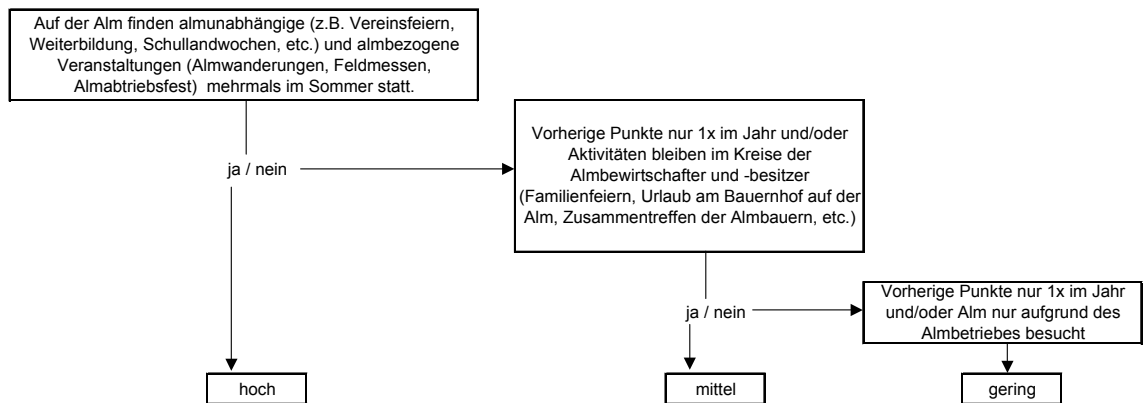 Auf der Alm finden almunabhängige (z.B. Vereinsfeiern,
Weiterbildung, Schullandwochen, etc.) und almbezogene
Veranstaltungen (Almwanderungen, Feldmessen,
Almabtriebsfest) mehrmals im Sommer statt.
ja / nein
Vorherige Punkte nur 1x im Jahr und/oder
Aktivitäten bleiben im Kreise der
Almbewirtschafter und -besitzer
(Familienfeiern, Urlaub am Bauernhof auf der
Alm, Zusammentreffen der Almbauern, etc.)
ja / nein
Vorherige Punkte nur 1x im Jahr
und/oder Alm nur aufgrund des
Almbetriebes besucht
hoch
mittel
gering